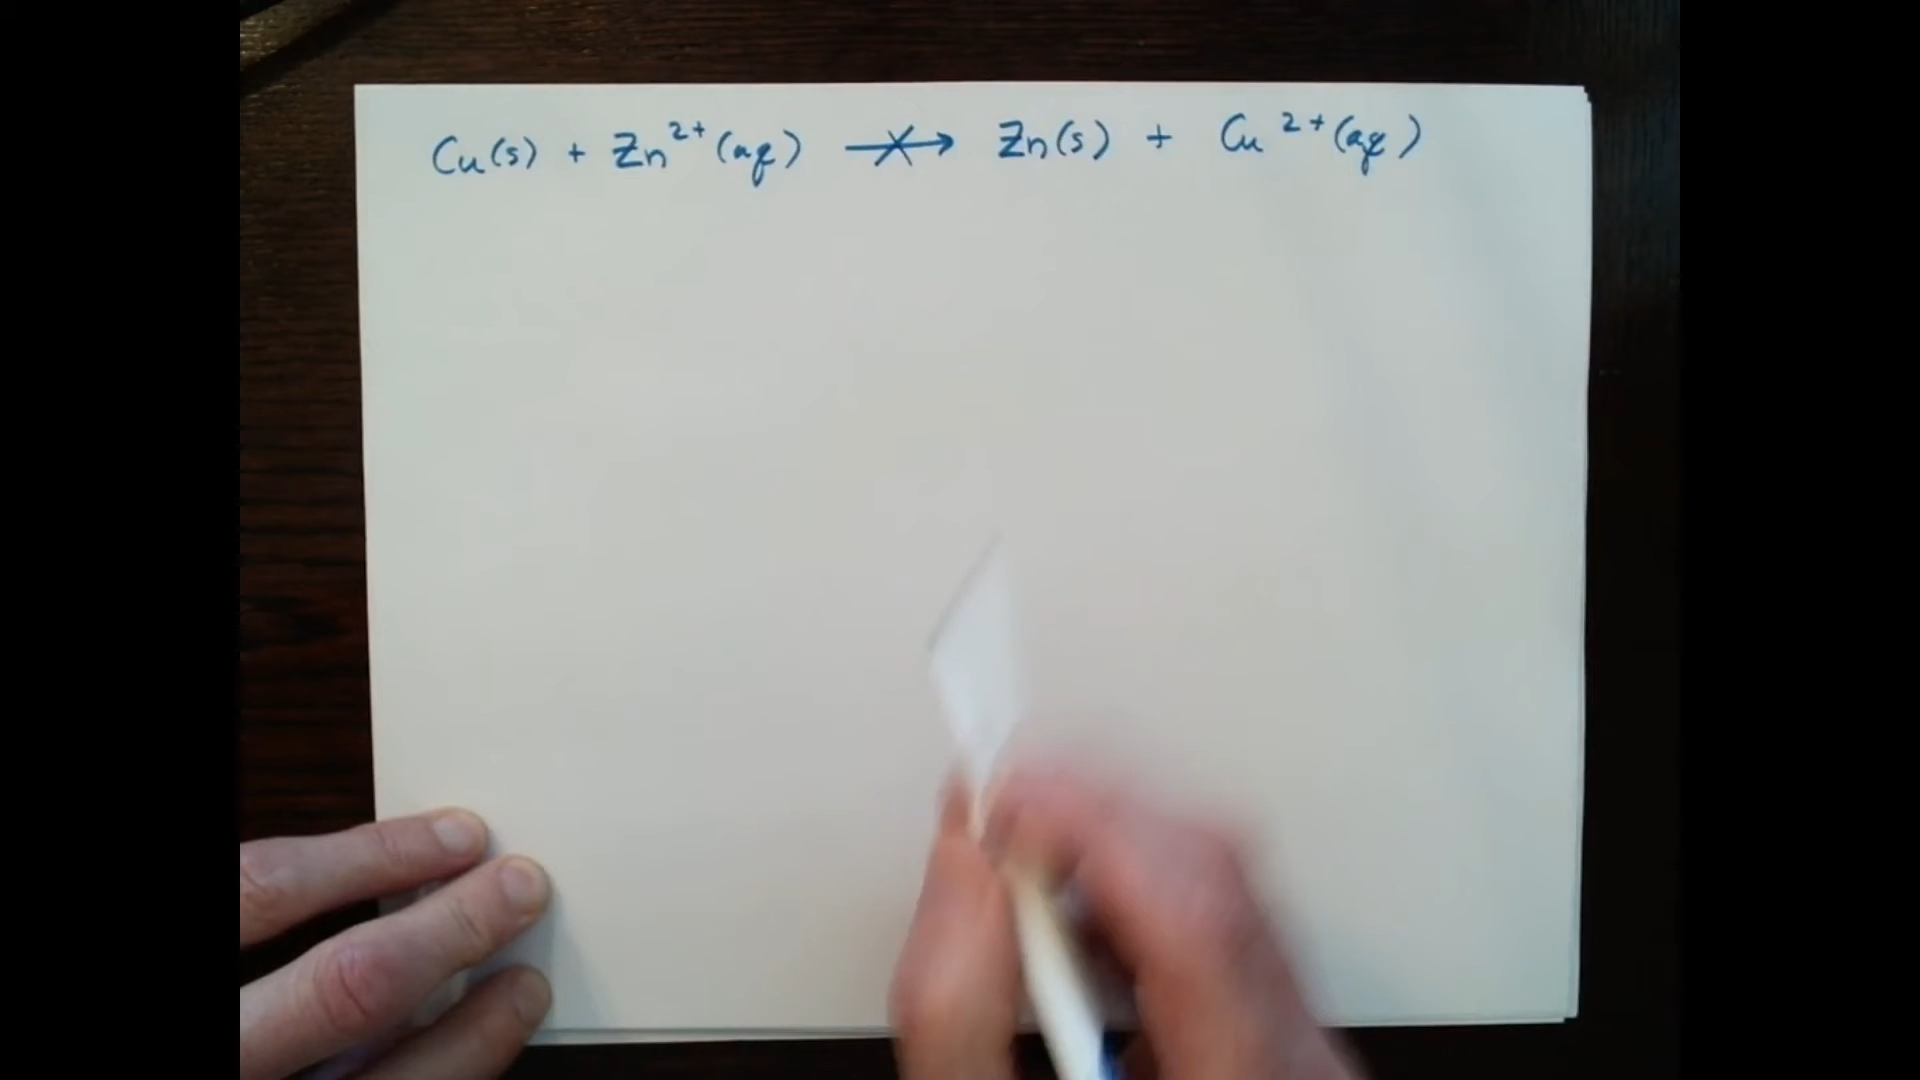 Cu(s) + Zn²⁺(aq) ↛ Zn(s) + Cu²⁺(aq)